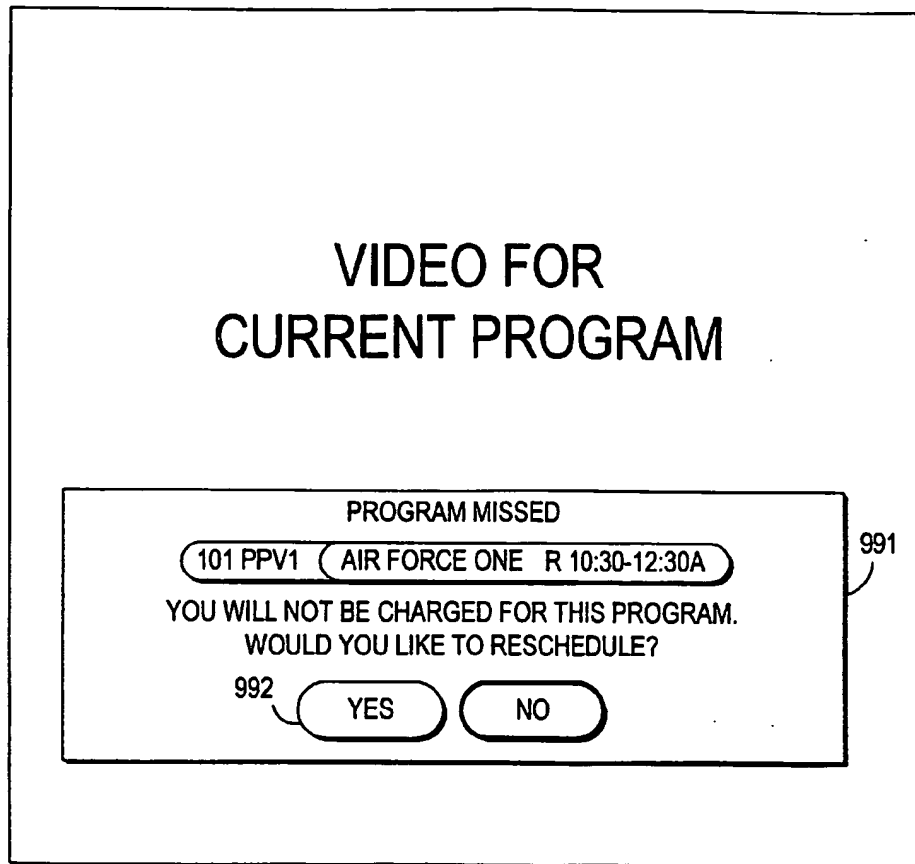 VIDEO FOR
CURRENT PROGRAM
PROGRAM MISSED
101 PPV1 AIR FORCE ONE R 10:30-12:30A
991
YOU WILL NOT BE CHARGED FOR THIS PROGRAM.
WOULD YOU LIKE TO RESCHEDULE?
992
YES NO